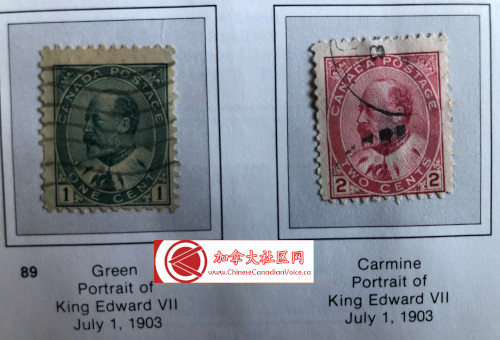 CANADA POSTAGE
1 ONE CENT 1
CANADA POSTAGE
2 TWO CENTS 2
89
Green
Portrait of
King Edward VII
July 1, 1903
加拿大社区网
www.ChineseCanadianVoice.ca
Carmine
Portrait of
King Edward VII
July 1, 1903